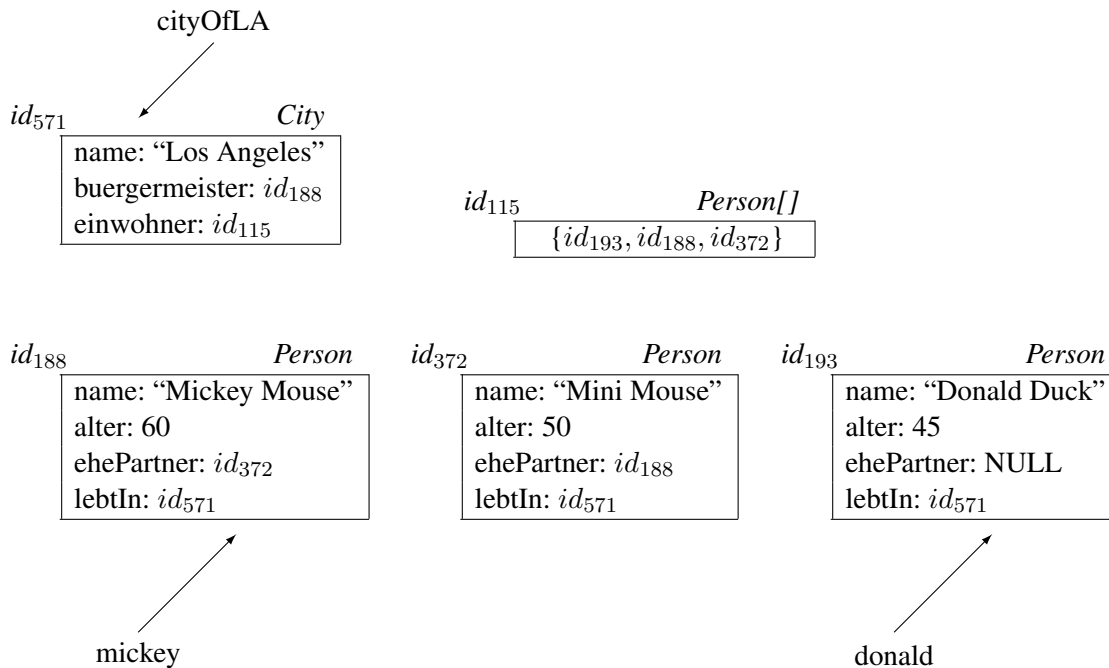 cityOfLA
id571 City
name: “Los Angeles”
buergermeister: id188
einwohner: id115
id115 Person[]
{id193, id188, id372}
id188 Person
name: “Mickey Mouse”
alter: 60
ehePartner: id372
lebtIn: id571
id372 Person
name: “Mini Mouse”
alter: 50
ehePartner: id188
lebtIn: id571
id193 Person
name: “Donald Duck”
alter: 45
ehePartner: NULL
lebtIn: id571
mickey
donald